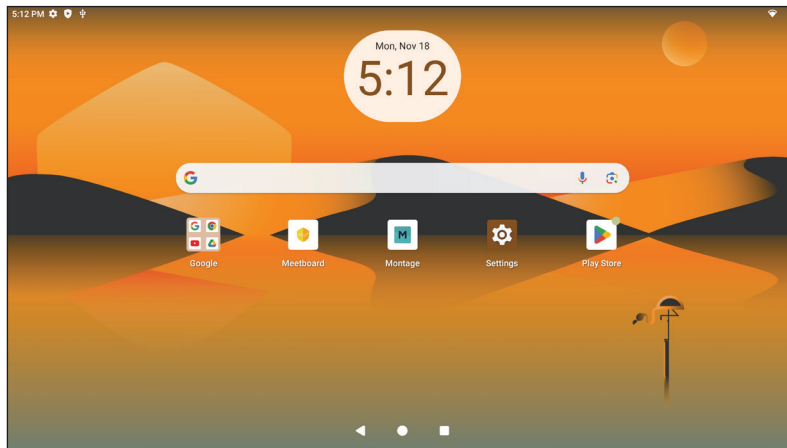 5:12 PM
Mon, Nov 18
5:12
G
M
Google
Meetboard
Montage
Settings
Play Store